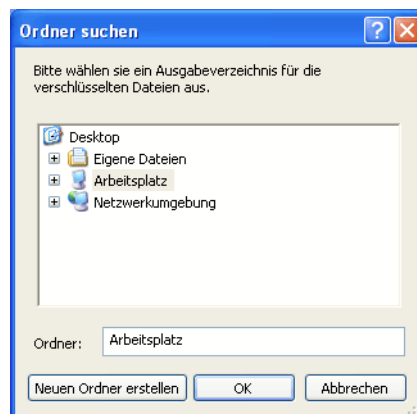 Ordner suchen
Bitte wählen sie ein Ausgabeverzeichnis für die
verschlüsselten Dateien aus.
Desktop
Eigene Dateien
Arbeitsplatz
Netzwerkumgebung
Ordner: Arbeitsplatz
Neuen Ordner erstellen OK Abbrechen